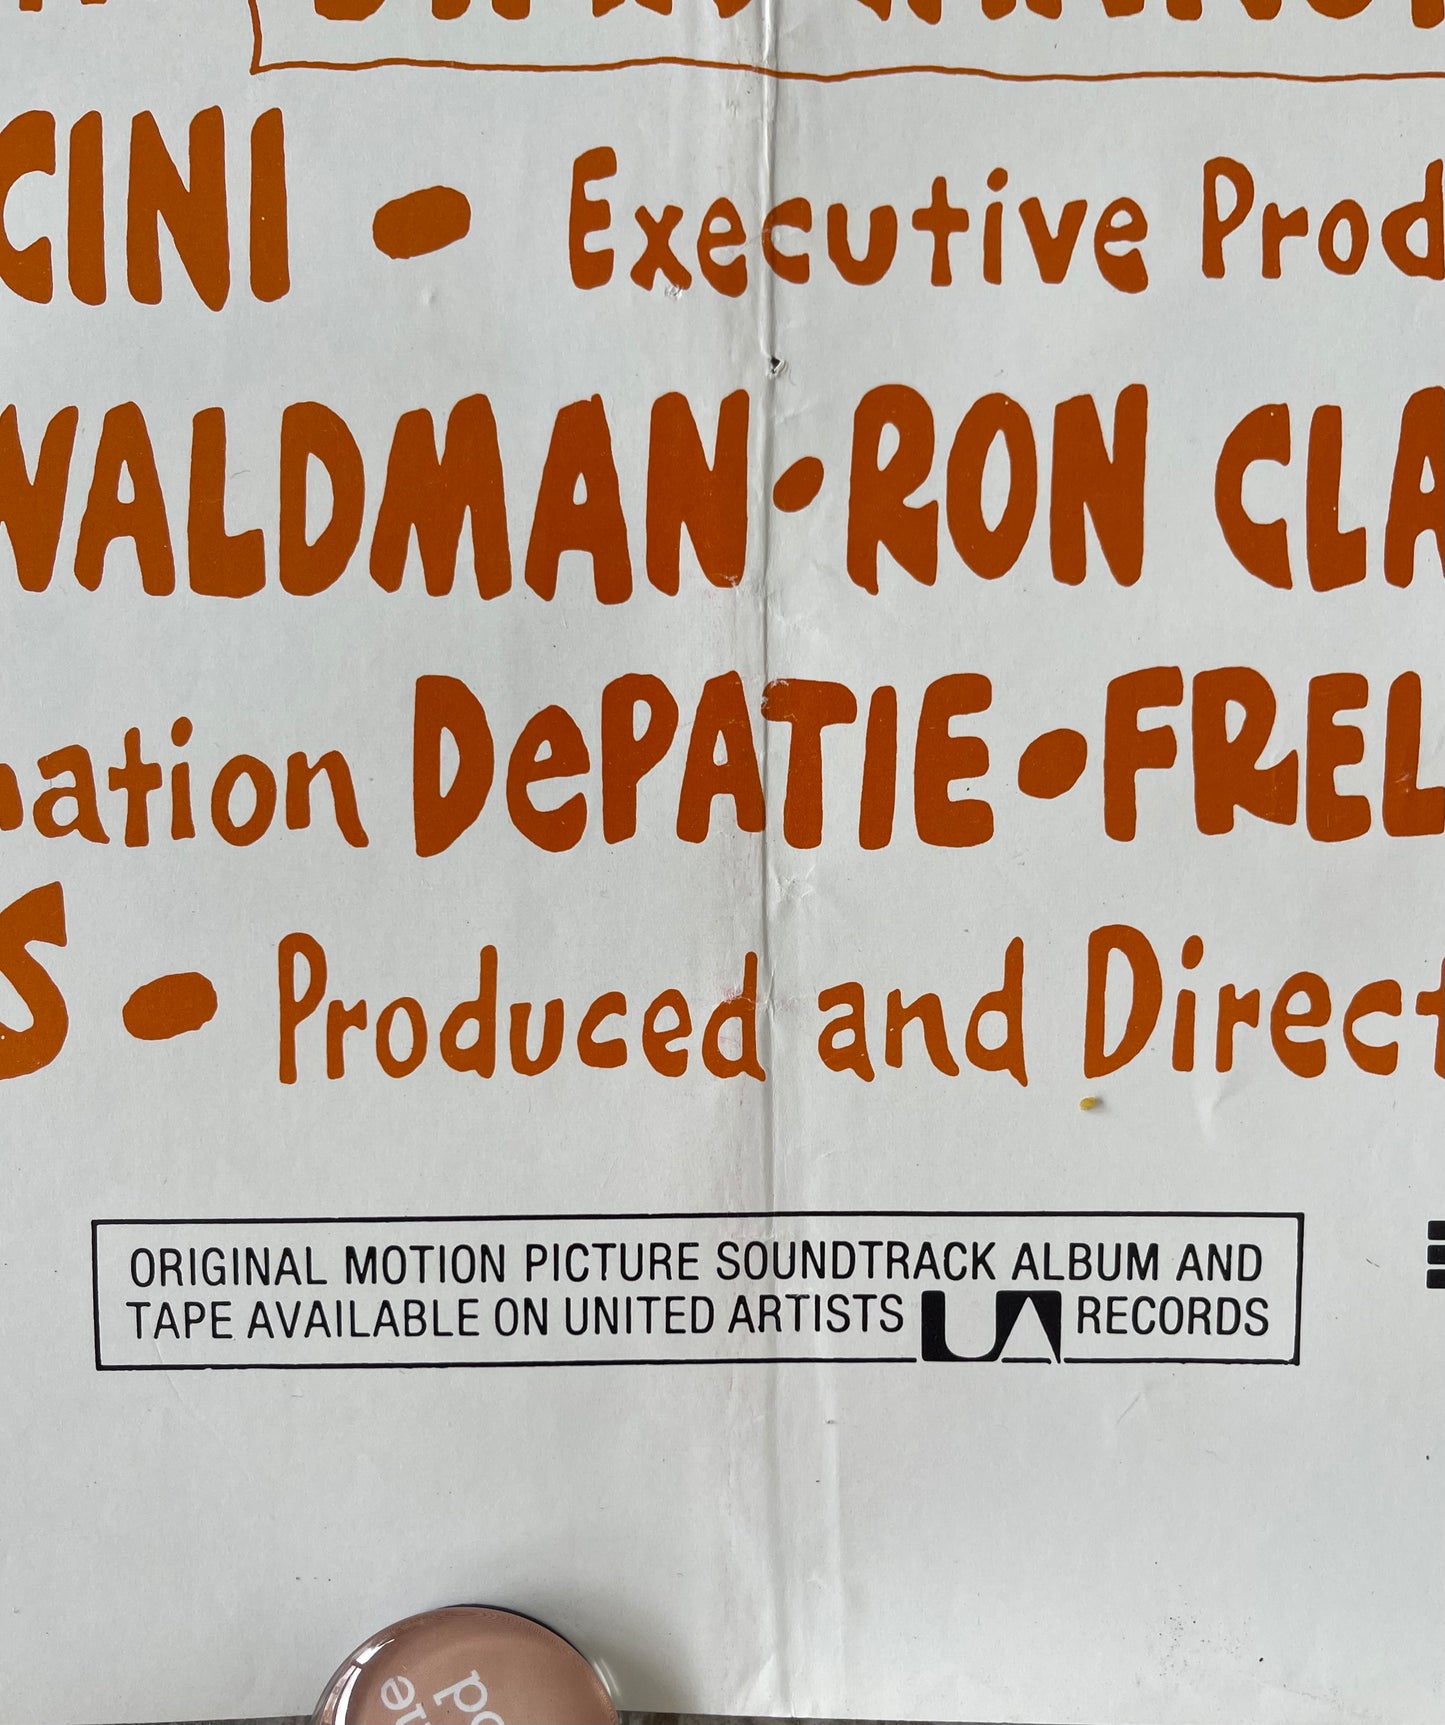 CINI • Executive Prod
WALDMAN • RON CLA
ation DePATIE • FREL
S • Produced and Direct
ORIGINAL MOTION PICTURE SOUNDTRACK ALBUM AND
TAPE AVAILABLE ON UNITED ARTISTS UA RECORDS